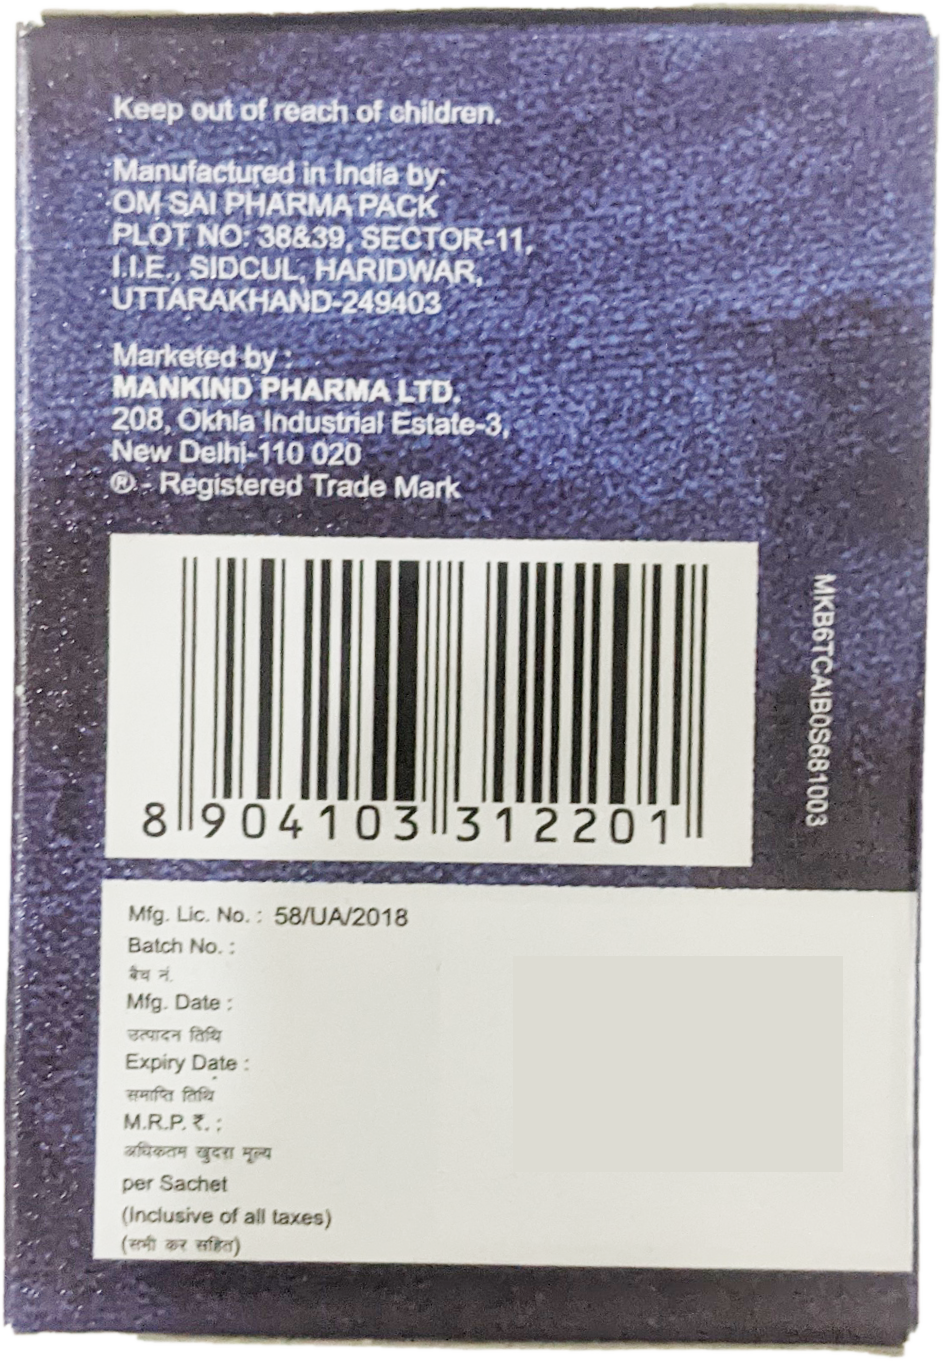 Keep out of reach of children.
Manufactured in India by:
OM SAI PHARMA PACK
PLOT NO: 38&39, SECTOR-11,
I.I.E., SIDCUL, HARIDWAR,
UTTARAKHAND-249403
Marketed by :
MANKIND PHARMA LTD.
208, Okhla Industrial Estate-3,
New Delhi-110 020
® - Registered Trade Mark
8 904103 312201
MKB6TCAIB0S681003
Mfg. Lic. No. : 58/UA/2018
Batch No. :
बैच नं.
Mfg. Date :
उत्पादन तिथि
Expiry Date :
समाप्ति तिथि
M.R.P. ₹. :
अधिकतम खुदरा मूल्य
per Sachet
(Inclusive of all taxes)
(सभी कर सहित)